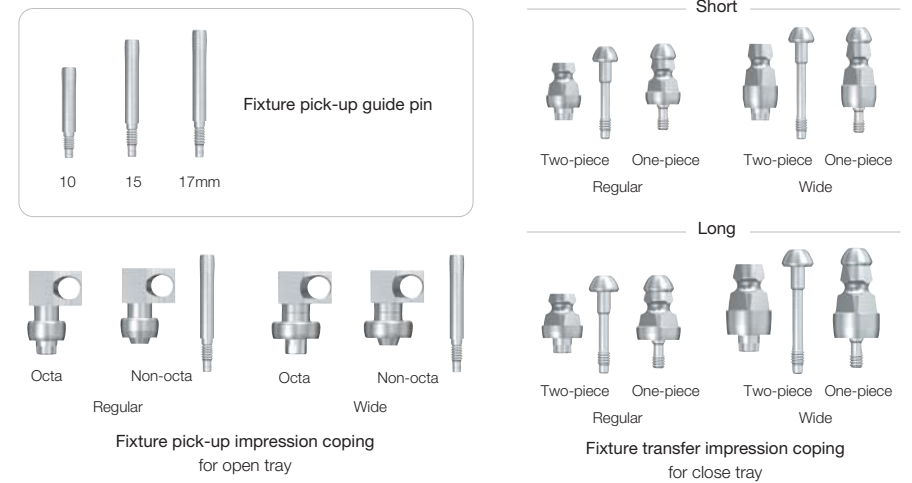 Fixture pick-up guide pin
10 15 17mm
Octa Non-octa Octa Non-octa
Regular Wide
Fixture pick-up impression coping
for open tray
Short
Two-piece One-piece Two-piece One-piece
Regular Wide
Long
Two-piece One-piece Two-piece One-piece
Regular Wide
Fixture transfer impression coping
for close tray